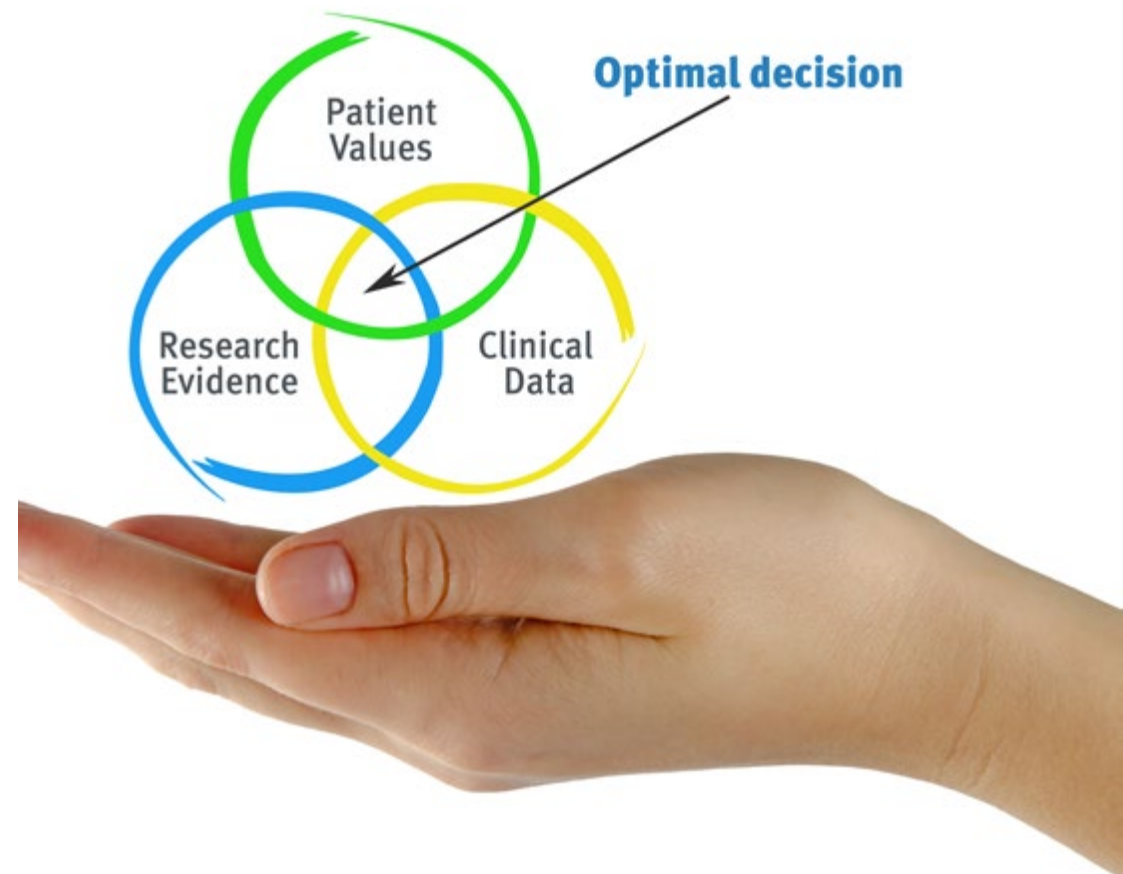 Optimal decision
Patient
Values
Research
Evidence
Clinical
Data